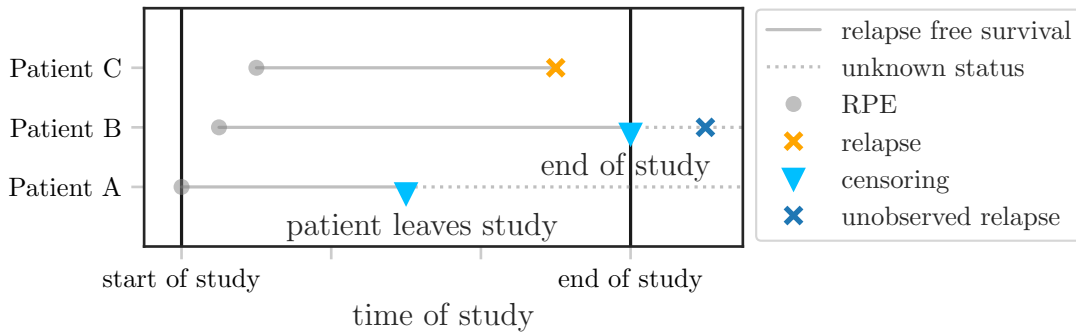 Patient C
Patient B
Patient A
end of study
patient leaves study
start of study
end of study
time of study
relapse free survival
unknown status
RPE
relapse
censoring
unobserved relapse